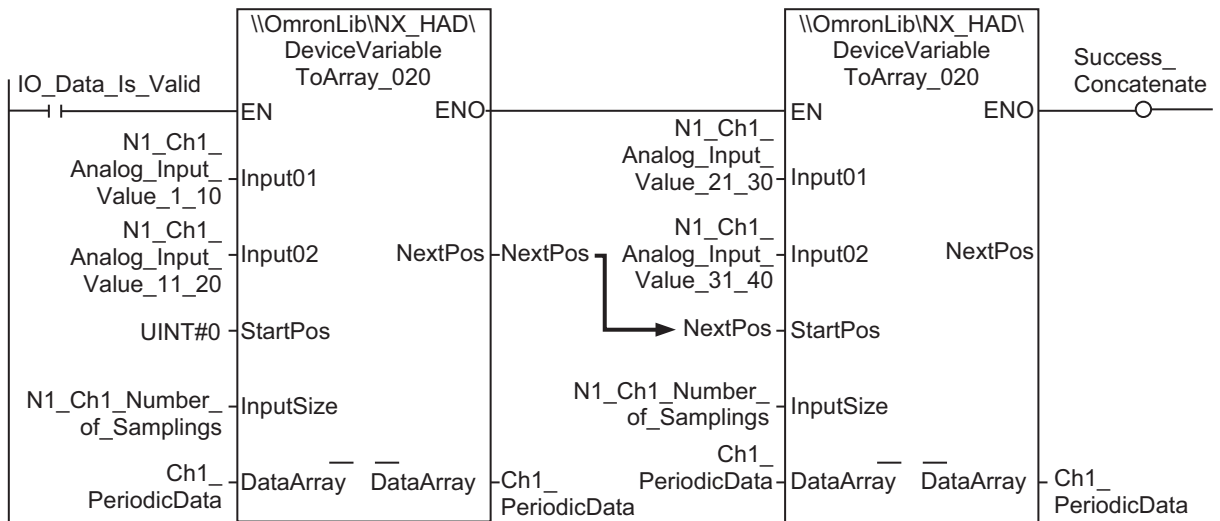 \\OmronLib\NX_HAD\
DeviceVariable
ToArray_020
IO_Data_Is_Valid
EN
ENO
N1_Ch1_
Analog_Input_
Value_1_10
Input01
N1_Ch1_
Analog_Input_
Value_11_20
Input02
NextPos
NextPos
UINT#0
StartPos
N1_Ch1_Number_
of_Samplings
InputSize
Ch1_
PeriodicData
DataArray
DataArray
Ch1_
PeriodicData
\\OmronLib\NX_HAD\
DeviceVariable
ToArray_020
EN
ENO
Success_
Concatenate
N1_Ch1_
Analog_Input_
Value_21_30
Input01
N1_Ch1_
Analog_Input_
Value_31_40
Input02
NextPos
NextPos
StartPos
N1_Ch1_Number_
of_Samplings
InputSize
Ch1_
PeriodicData
DataArray
DataArray
Ch1_
PeriodicData